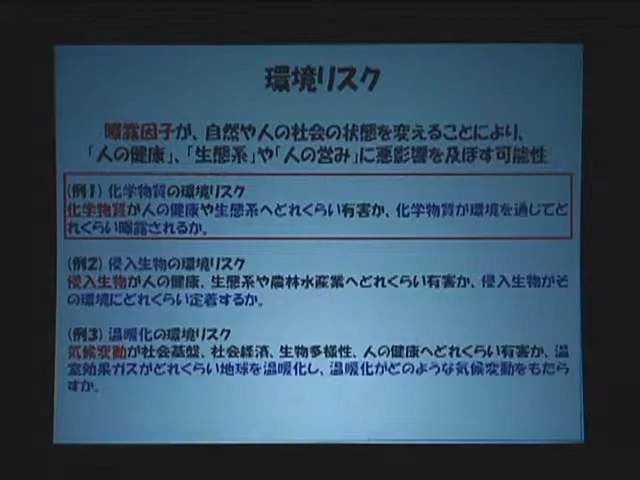 環境リスク
曝露因子が、自然や人の社会の状態を変えることにより、
「人の健康」、「生態系」や「人の営み」に悪影響を及ぼす可能性
(例1) 化学物質の環境リスク
化学物質が人の健康や生態系へどれくらい有害か、化学物質が環境を通じてど
れくらい曝露されるか。
(例2) 侵入生物の環境リスク
侵入生物が人の健康、生態系や農林水産業へどれくらい有害か、侵入生物がそ
の環境にどれくらい定着するか。
(例3) 温暖化の環境リスク
気候変動が社会基盤、社会経済、生物多様性、人の健康へどれくらい有害か、温
室効果ガスがどれくらい地球を温暖化し、温暖化がどのような気候変動をもたら
すか。